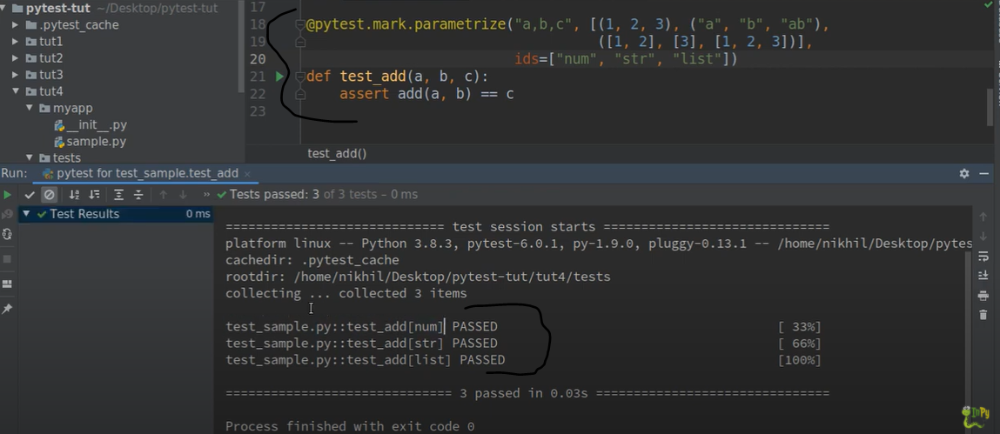 pytest-tut ~/Desktop/pytest-tut
.pytest_cache
tut1
tut2
tut3
tut4
myapp
__init__.py
sample.py
tests
17
18 @pytest.mark.parametrize("a,b,c", [(1, 2, 3), ("a", "b", "ab"),
19 ([1, 2], [3], [1, 2, 3])],
20 ids=["num", "str", "list"])
21 def test_add(a, b, c):
22 assert add(a, b) == c
23
test_add()
Run: pytest for test_sample.test_add ×
» Tests passed: 3 of 3 tests – 0 ms
Test Results 0 ms
============================= test session starts ==============================
platform linux -- Python 3.8.3, pytest-6.0.1, py-1.9.0, pluggy-0.13.1 -- /home/nikhil/Desktop/pytes
cachedir: .pytest_cache
rootdir: /home/nikhil/Desktop/pytest-tut/tut4/tests
collecting ... collected 3 items
test_sample.py::test_add[num] PASSED [ 33%]
test_sample.py::test_add[str] PASSED [ 66%]
test_sample.py::test_add[list] PASSED [100%]
============================== 3 passed in 0.03s ===============================
Process finished with exit code 0
InPy